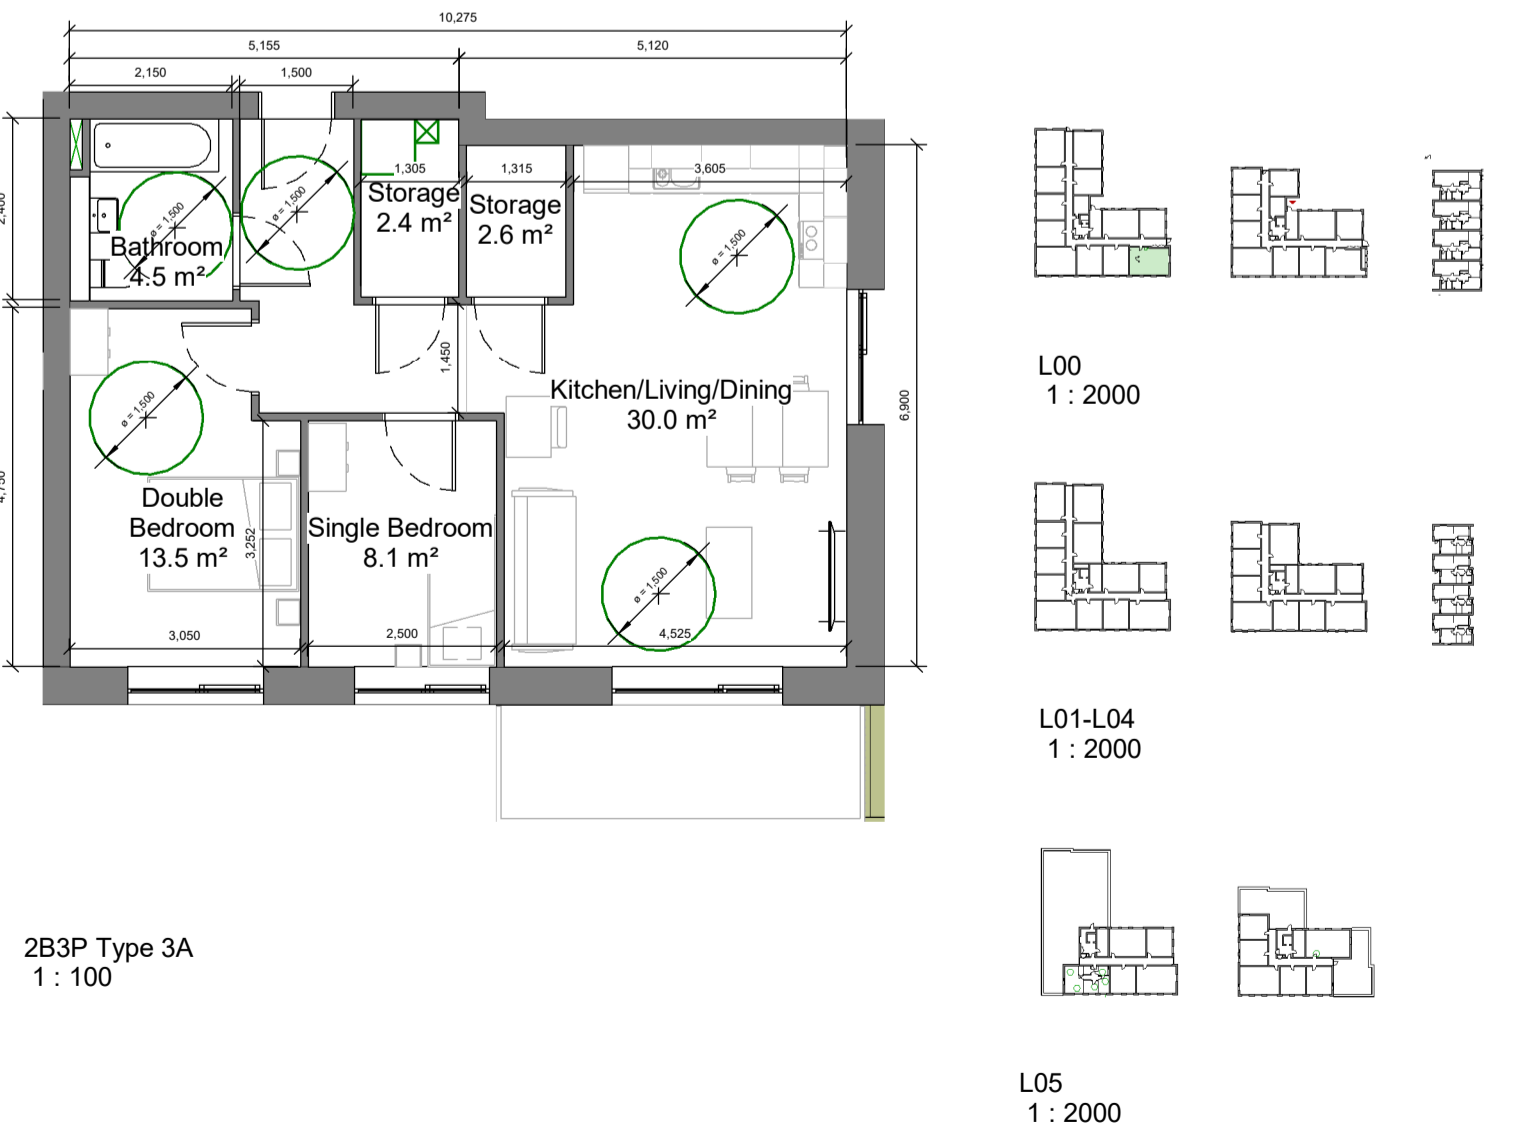 10,275
5,155
5,120
2,150
1,500
1,305
1,315
3,605
Storage
2.4 m²
Storage
2.6 m²
ø = 1,500
ø = 1,500
ø = 1,500
Bathroom
4.5 m²
1,450
6,900
Kitchen/Living/Dining
30.0 m²
ø = 1,500
Double
Bedroom
13.5 m²
3,252
Single Bedroom
8.1 m²
ø = 1,500
3,050
2,500
4,525
2B3P Type 3A
1 : 100
L00
1 : 2000
L01-L04
1 : 2000
L05
1 : 2000